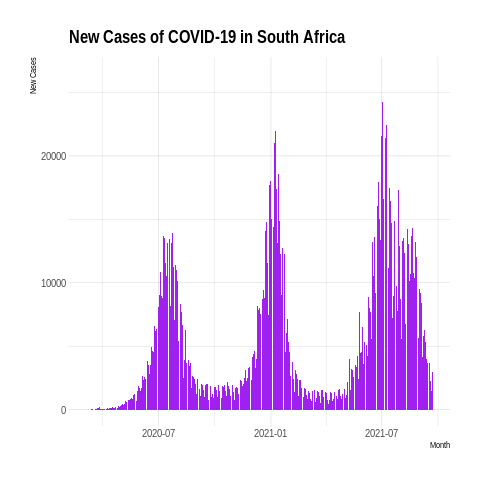 New Cases of COVID-19 in South Africa
New Cases
20000
10000
0
2020-07 2021-01 2021-07
Month